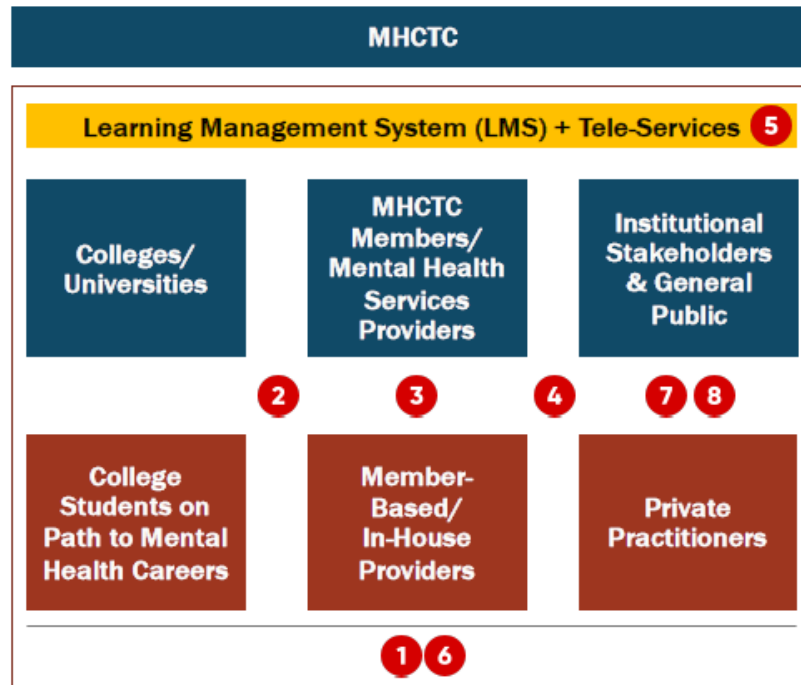 MHCTC
Learning Management System (LMS) + Tele-Services 5
Colleges/
Universities
MHCTC
Members/
Mental Health
Services
Providers
Institutional
Stakeholders
& General
Public
2
3
4
7 8
College
Students on
Path to Mental
Health Careers
Member-
Based/
In-House
Providers
Private
Practitioners
1 6